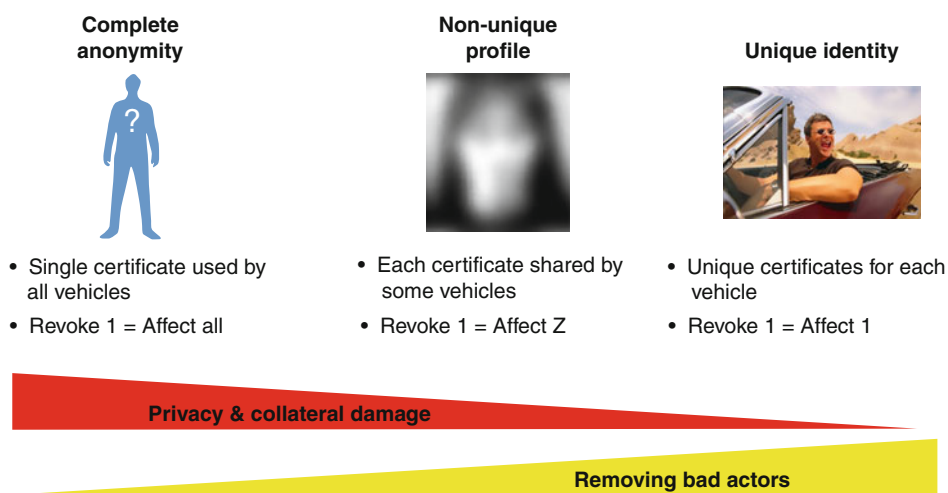 Complete
anonymity
?
• Single certificate used by
all vehicles
• Revoke 1 = Affect all
Non-unique
profile
• Each certificate shared by
some vehicles
• Revoke 1 = Affect Z
Unique identity
• Unique certificates for each
vehicle
• Revoke 1 = Affect 1
Privacy & collateral damage
Removing bad actors